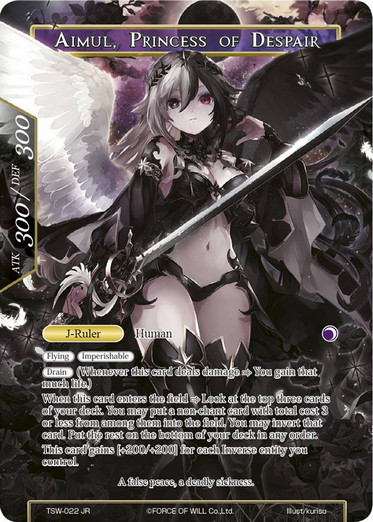 Aimul, Princess of Despair
ATK 300 // DEF 300
J-Ruler Human
Flying Imperishable
Drain (Whenever this card deals damage ⇒ You gain that
much life.)
When this card enters the field ⇒ Look at the top three cards
of your deck. You may put a non-chant card with total cost 3
or less from among them into the field. You may invert that
card. Put the rest on the bottom of your deck in any order.
This card gains [+200/+200] for each Inverse entity you
control.
A false peace, a deadly sickness.
TSW-022 JR ©FORCE OF WILL Co.,Ltd. Illust/kurisu